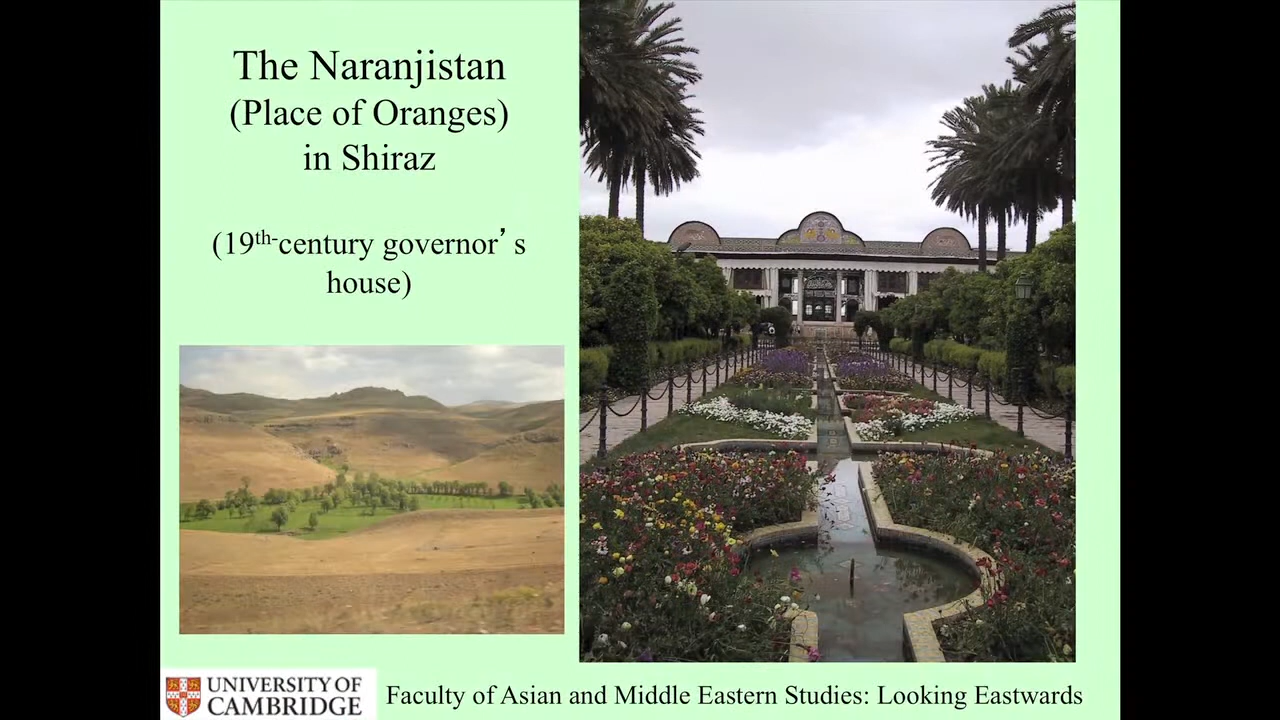 The Naranjistan
(Place of Oranges)
in Shiraz
(19th-century governor’s
house)
UNIVERSITY OF
CAMBRIDGE
Faculty of Asian and Middle Eastern Studies: Looking Eastwards